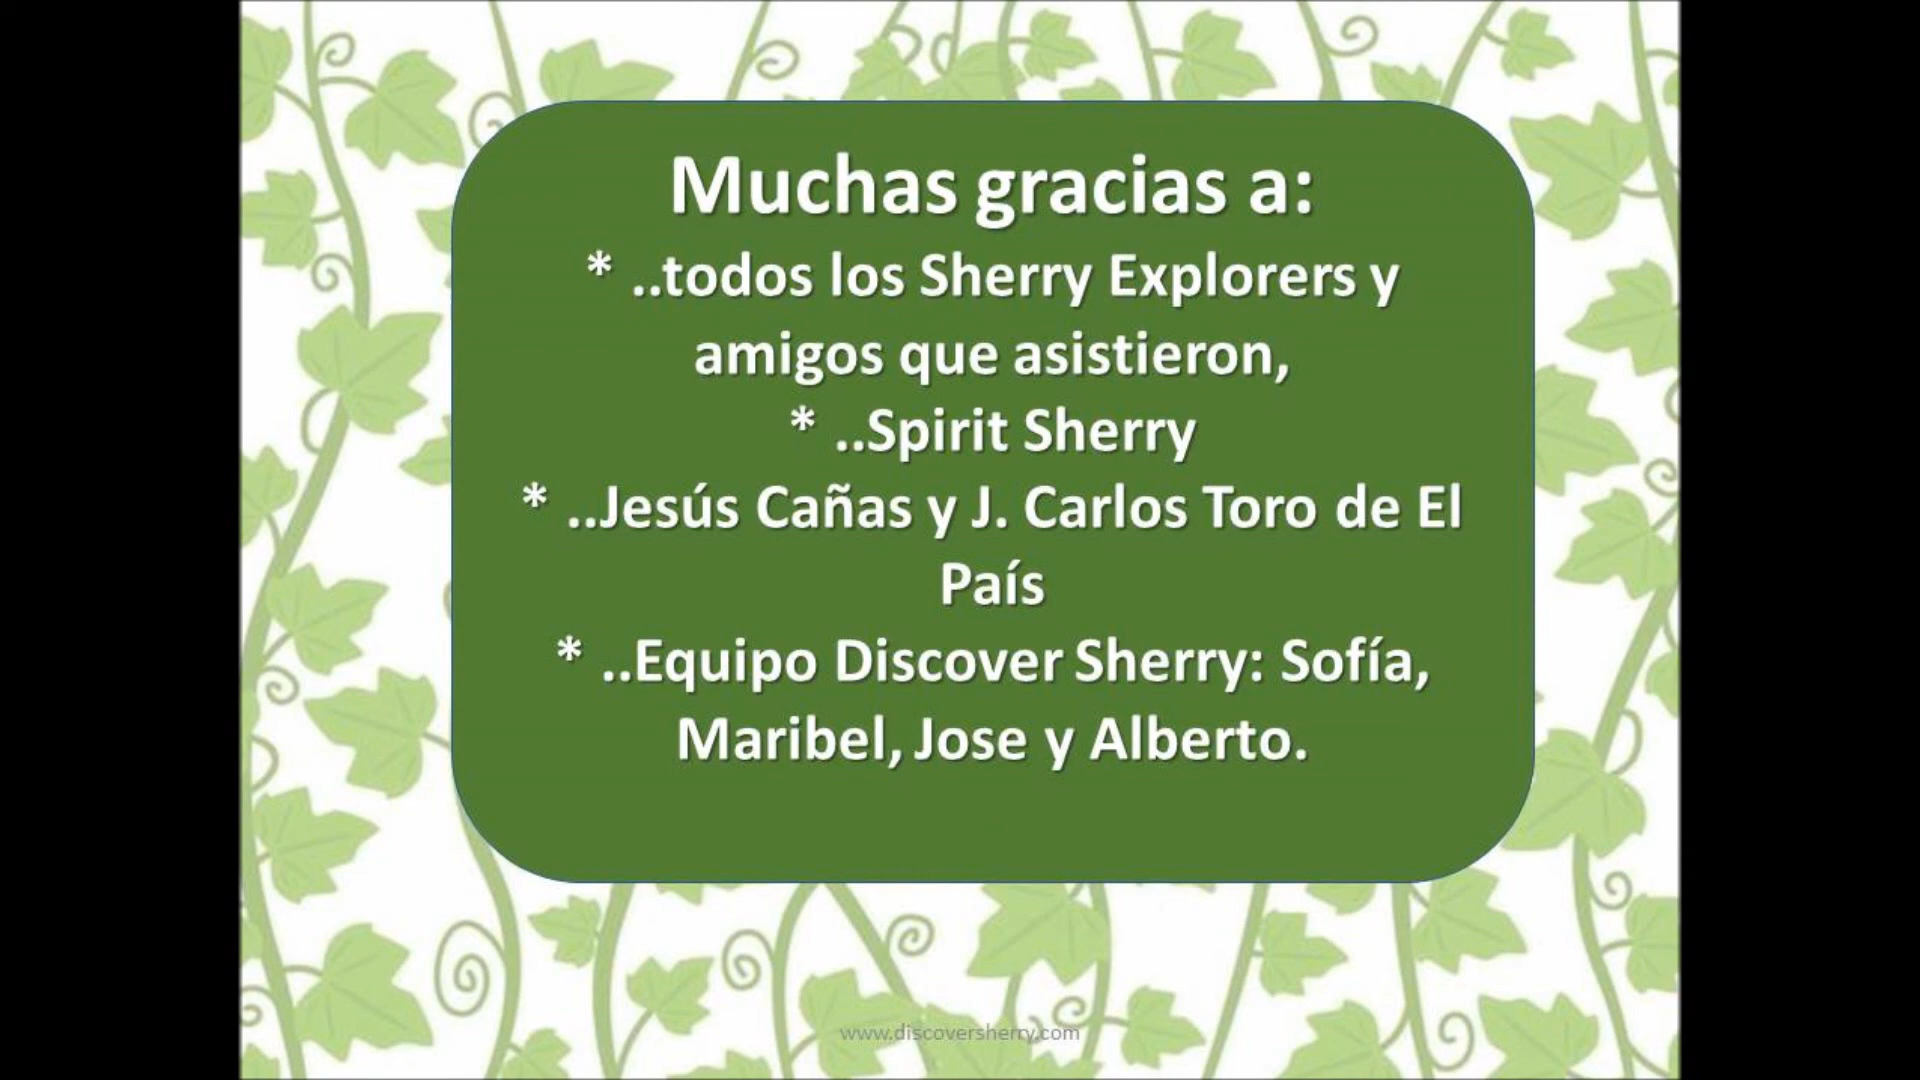 Muchas gracias a:
* ..todos los Sherry Explorers y
amigos que asistieron,
* ..Spirit Sherry
* ..Jesús Cañas y J. Carlos Toro de El
País
* ..Equipo Discover Sherry: Sofía,
Maribel, Jose y Alberto.
www.discoversherry.com